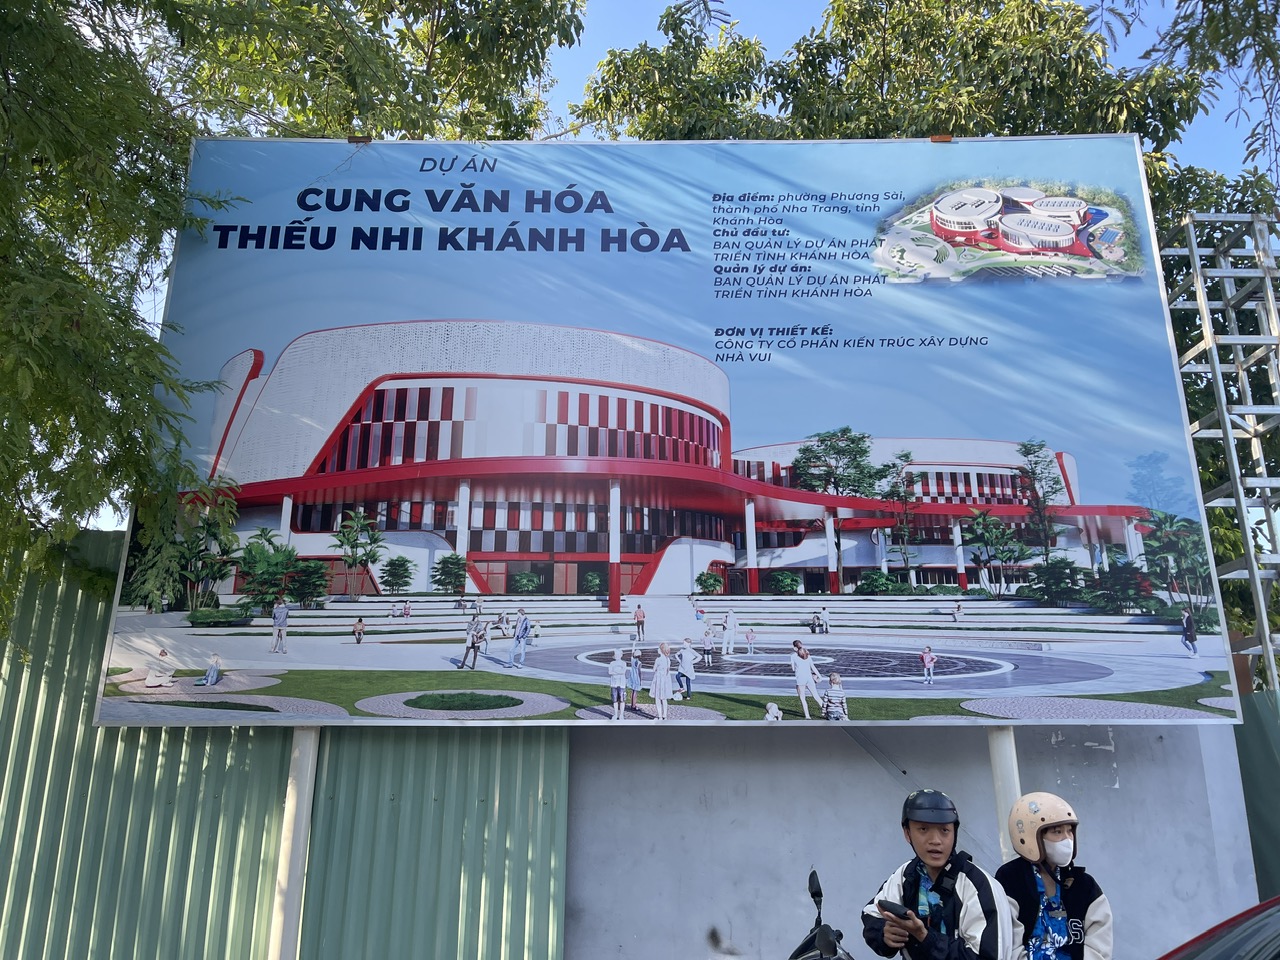 DỰ ÁN
CUNG VĂN HÓA
THIẾU NHI KHÁNH HÒA
Địa điểm: phường Phương Sài,
thành phố Nha Trang, tỉnh
Khánh Hòa
Chủ đầu tư:
BAN QUẢN LÝ DỰ ÁN PHÁT
TRIỂN TỈNH KHÁNH HÒA
Quản lý dự án:
BAN QUẢN LÝ DỰ ÁN PHÁT
TRIỂN TỈNH KHÁNH HÒA
ĐƠN VỊ THIẾT KẾ:
CÔNG TY CỔ PHẦN KIẾN TRÚC XÂY DỰNG
NHÀ VUI
S